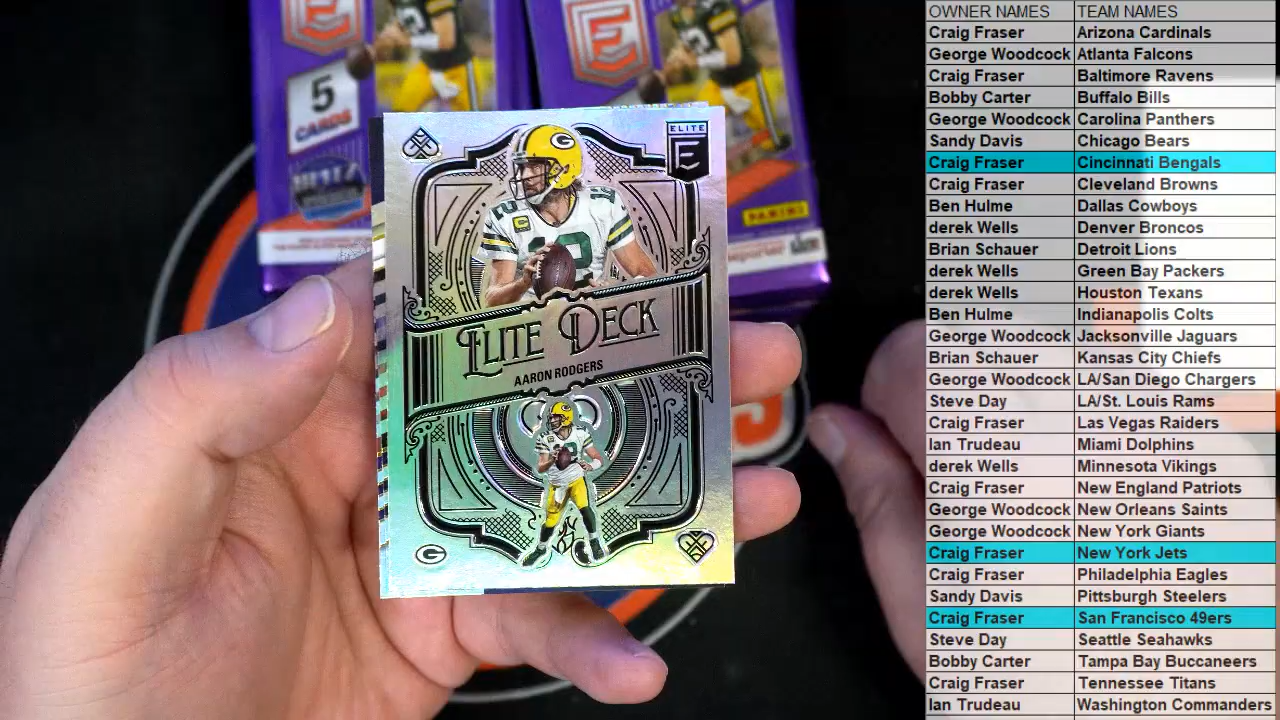 5
CARDS
E
PANINI
ELITE
E
G
12
12
C
ELITE DECK
AARON RODGERS
G
OWNER NAMES TEAM NAMES
Craig Fraser Arizona Cardinals
George Woodcock Atlanta Falcons
Craig Fraser Baltimore Ravens
Bobby Carter Buffalo Bills
George Woodcock Carolina Panthers
Sandy Davis Chicago Bears
Craig Fraser Cincinnati Bengals
Craig Fraser Cleveland Browns
Ben Hulme Dallas Cowboys
derek Wells Denver Broncos
Brian Schauer Detroit Lions
derek Wells Green Bay Packers
derek Wells Houston Texans
Ben Hulme Indianapolis Colts
George Woodcock Jacksonville Jaguars
Brian Schauer Kansas City Chiefs
George Woodcock LA/San Diego Chargers
Steve Day LA/St. Louis Rams
Craig Fraser Las Vegas Raiders
Ian Trudeau Miami Dolphins
derek Wells Minnesota Vikings
Craig Fraser New England Patriots
George Woodcock New Orleans Saints
George Woodcock New York Giants
Craig Fraser New York Jets
Craig Fraser Philadelphia Eagles
Sandy Davis Pittsburgh Steelers
Craig Fraser San Francisco 49ers
Steve Day Seattle Seahawks
Bobby Carter Tampa Bay Buccaneers
Craig Fraser Tennessee Titans
Ian Trudeau Washington Commanders